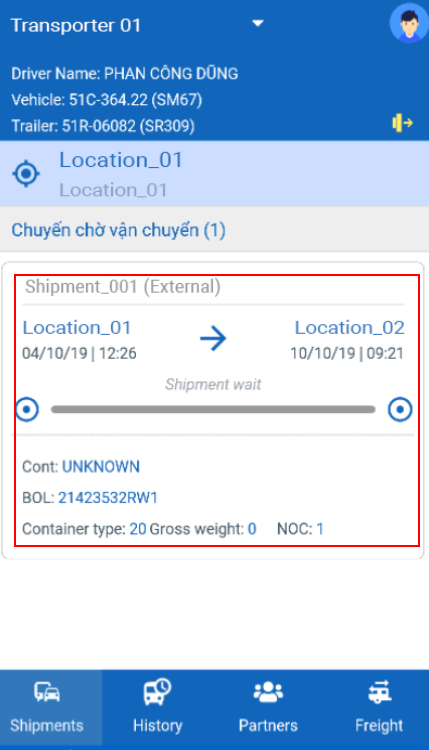 Transporter 01
Driver Name: PHAN CÔNG DŨNG
Vehicle: 51C-364.22 (SM67)
Trailer: 51R-06082 (SR309)
Location_01
Location_01
Chuyến chờ vận chuyển (1)
Shipment_001 (External)
Location_01 Location_02
04/10/19 | 12:26 10/10/19 | 09:21
Shipment wait
Cont: UNKNOWN
BOL: 21423532RW1
Container type: 20 Gross weight: 0 NOC: 1
Shipments History Partners Freight